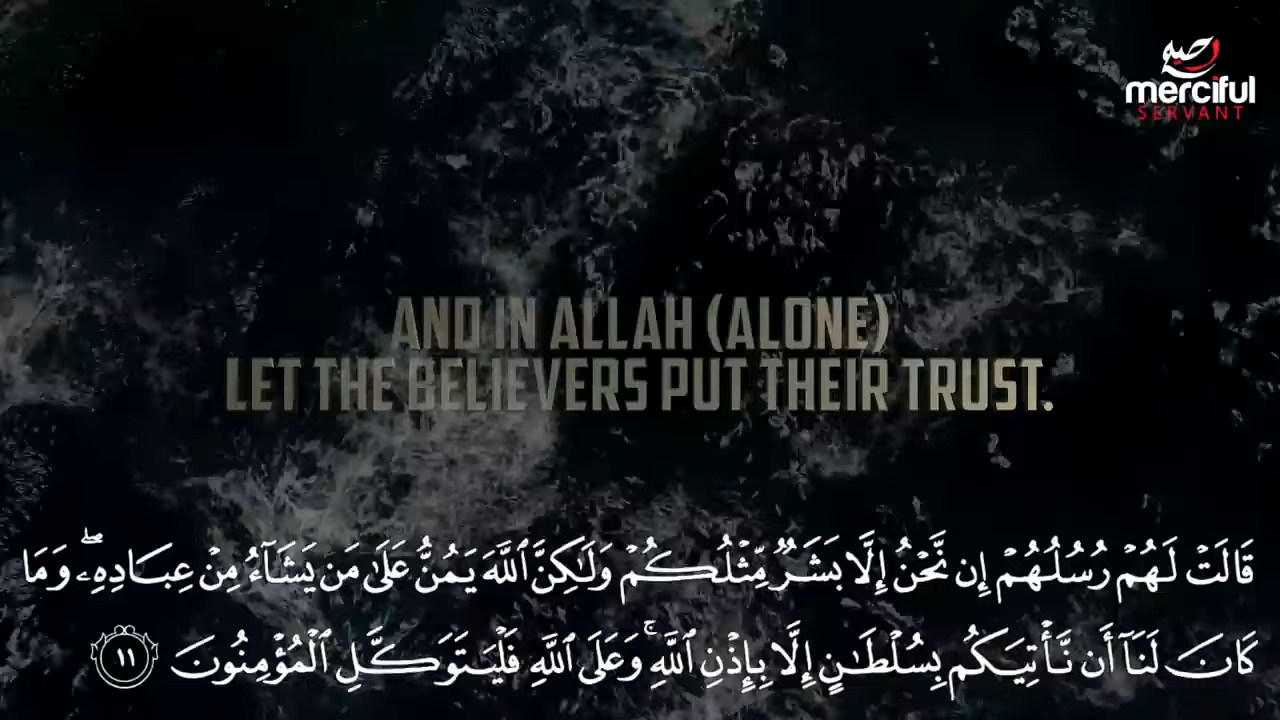 رحيم
merciful
SERVANT
AND IN ALLAH (ALONE)
LET THE BELIEVERS PUT THEIR TRUST.
قَالَتْ لَهُمْ رُسُلُهُمْ إِن نَّحْنُ إِلَّا بَشَرٌ مِّثْلُكُمْ وَلَٰكِنَّ ٱللَّهَ يَمُنُّ عَلَىٰ مَن يَشَآءُ مِنْ عِبَادِهِۦ ۖ وَمَا
كَانَ لَنَآ أَن نَّأْتِيَكُم بِسُلْطَٰنٍ إِلَّا بِإِذْنِ ٱللَّهِ ۚ وَعَلَى ٱللَّهِ فَلْيَتَوَكَّلِ ٱلْمُؤْمِنُونَ ١١